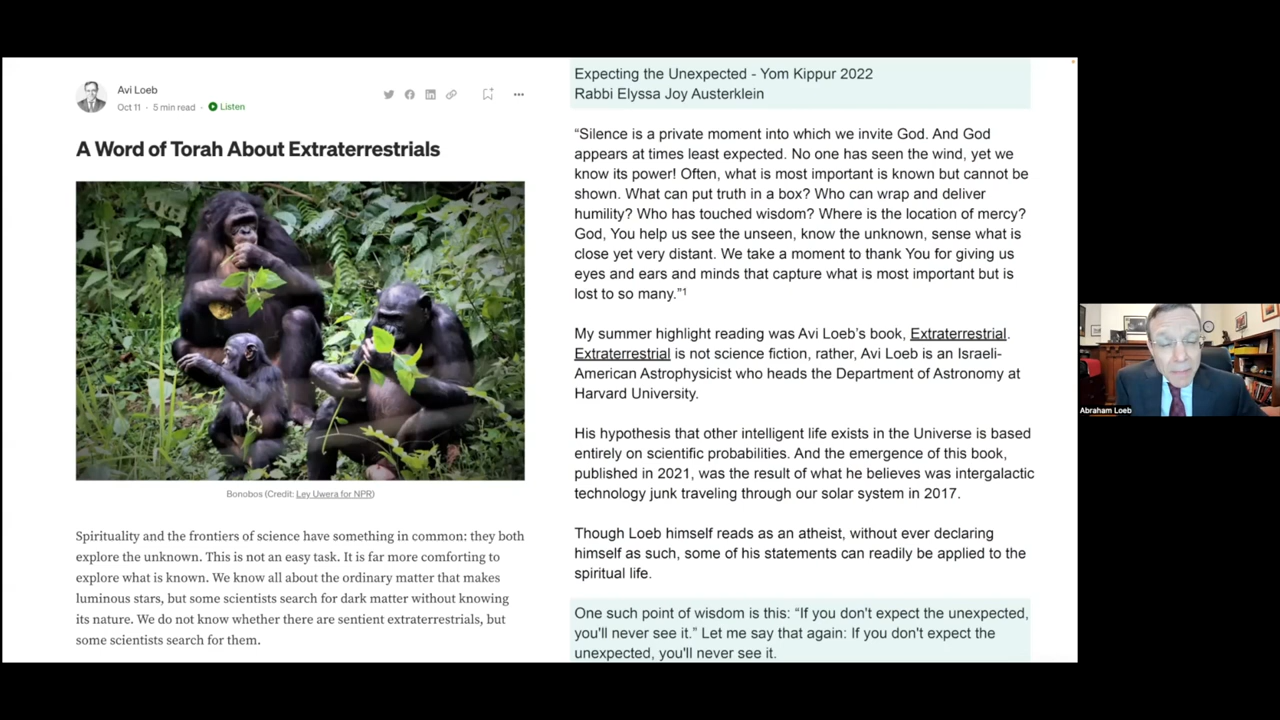 Avi Loeb
Oct 11 · 5 min read · Listen
A Word of Torah About Extraterrestrials
Bonobos (Credit: Ley Uwera for NPR)
Spirituality and the frontiers of science have something in common: they both
explore the unknown. This is not an easy task. It is far more comforting to
explore what is known. We know all about the ordinary matter that makes
luminous stars, but some scientists search for dark matter without knowing
its nature. We do not know whether there are sentient extraterrestrials, but
some scientists search for them.
Expecting the Unexpected - Yom Kippur 2022
Rabbi Elyssa Joy Austerklein
“Silence is a private moment into which we invite God. And God
appears at times least expected. No one has seen the wind, yet we
know its power! Often, what is most important is known but cannot be
shown. What can put truth in a box? Who can wrap and deliver
humility? Who has touched wisdom? Where is the location of mercy?
God, You help us see the unseen, know the unknown, sense what is
close yet very distant. We take a moment to thank You for giving us
eyes and ears and minds that capture what is most important but is
lost to so many.”¹
My summer highlight reading was Avi Loeb’s book, Extraterrestrial.
Extraterrestrial is not science fiction, rather, Avi Loeb is an Israeli-
American Astrophysicist who heads the Department of Astronomy at
Harvard University.
His hypothesis that other intelligent life exists in the Universe is based
entirely on scientific probabilities. And the emergence of this book,
published in 2021, was the result of what he believes was intergalactic
technology junk traveling through our solar system in 2017.
Though Loeb himself reads as an atheist, without ever declaring
himself as such, some of his statements can readily be applied to the
spiritual life.
One such point of wisdom is this: “If you don't expect the unexpected,
you'll never see it.” Let me say that again: If you don't expect the
unexpected, you'll never see it.
Abraham Loeb